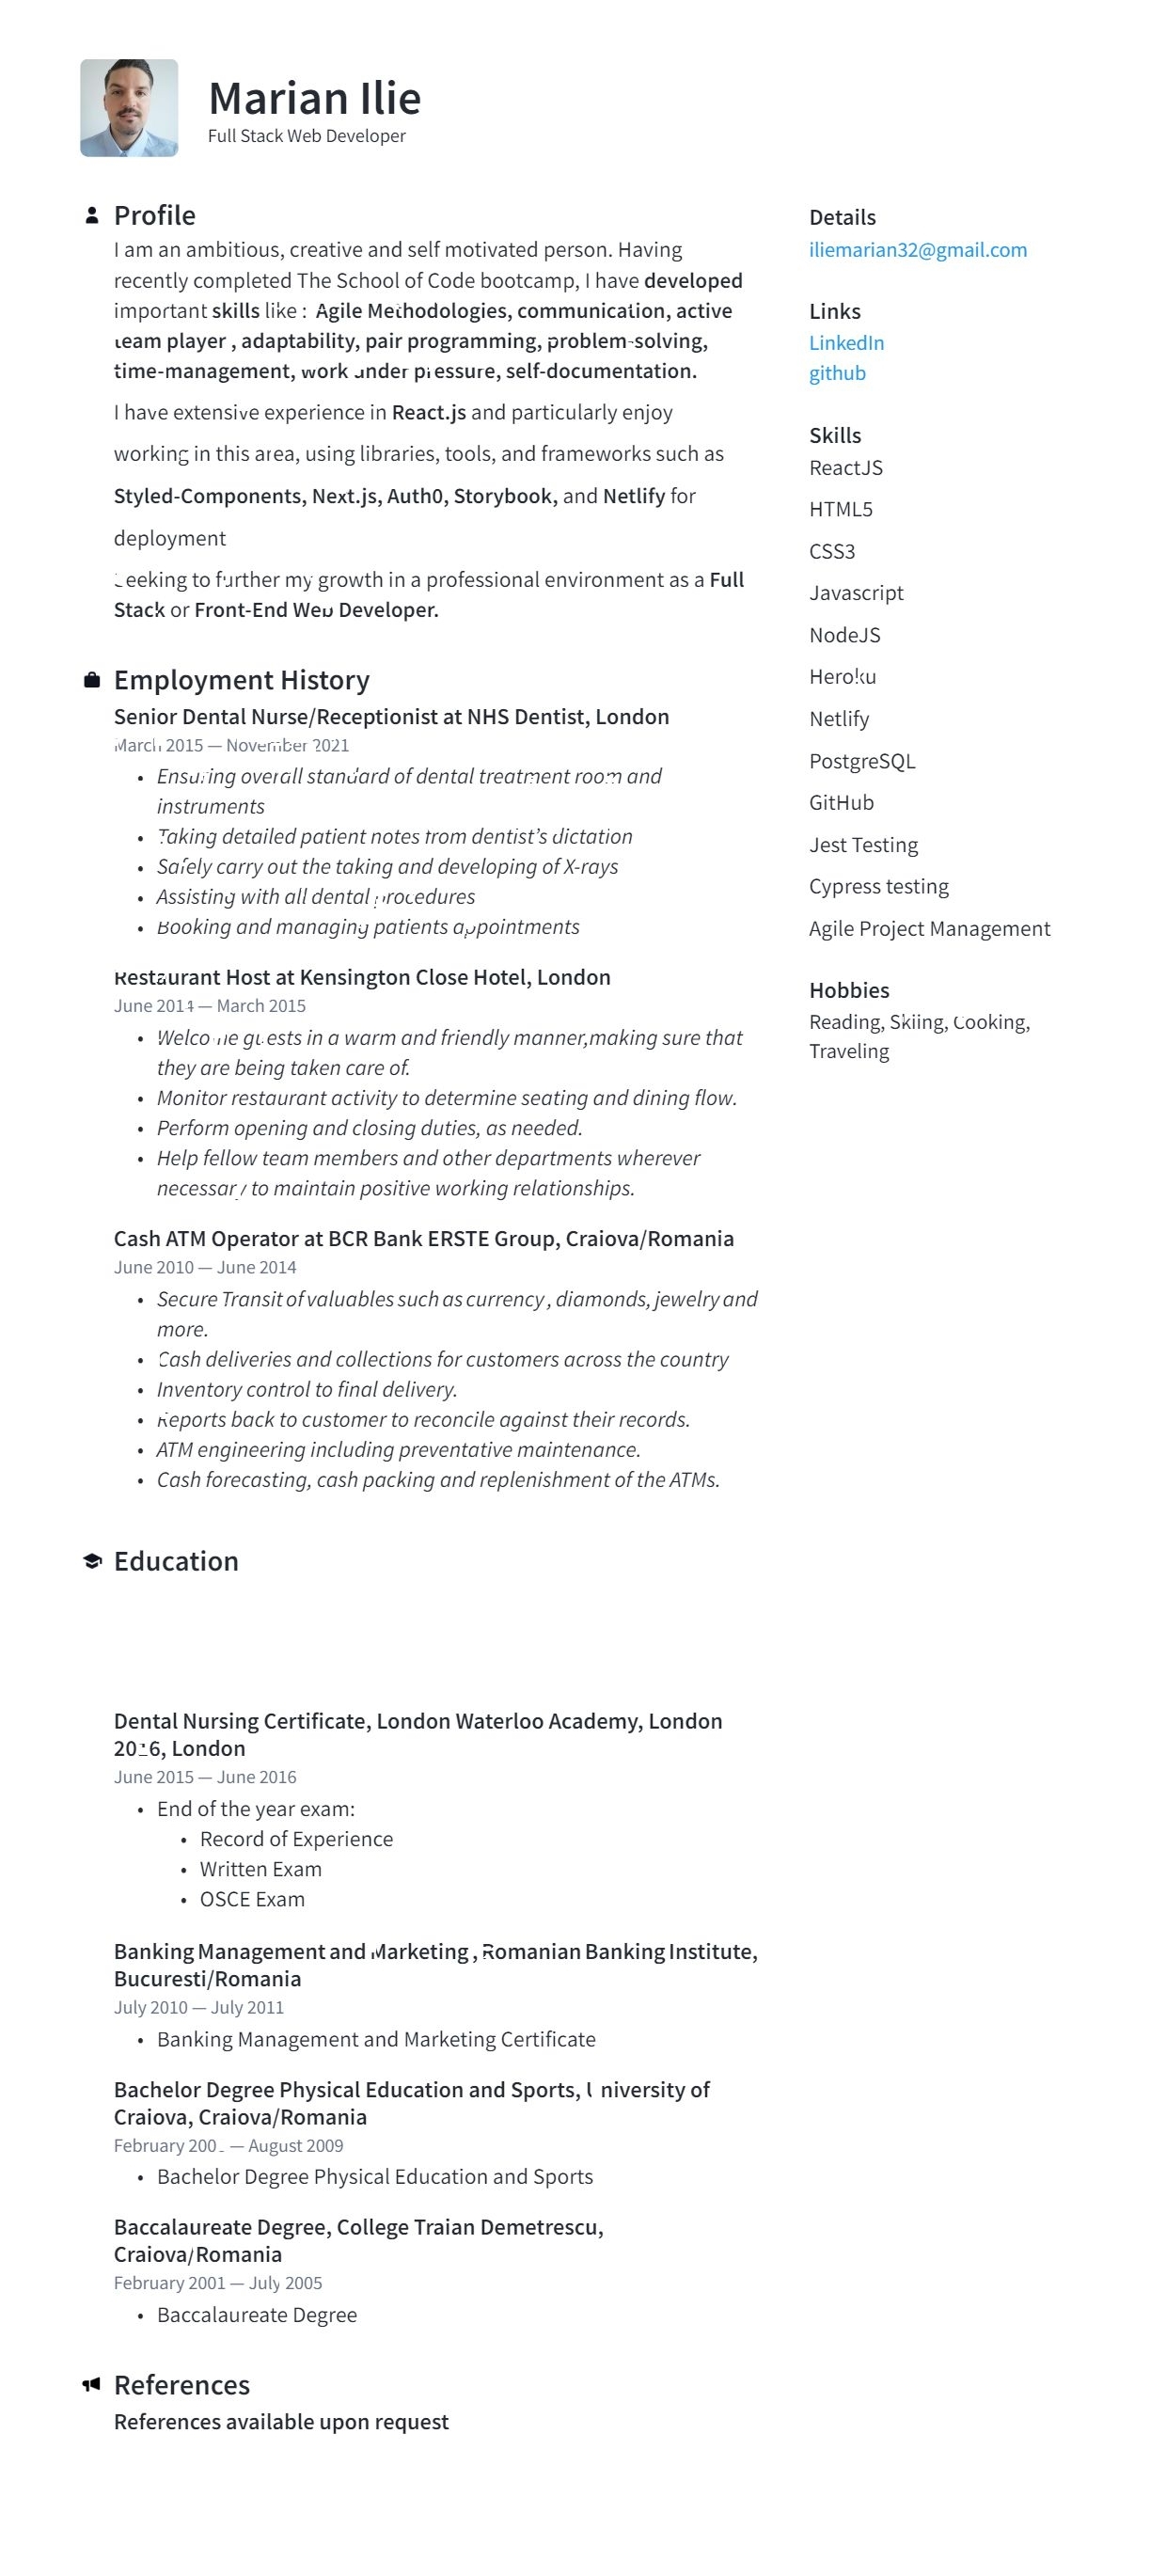 Marian Ilie
Full Stack Web Developer
Profile
I am an ambitious, creative and self motivated person. Having
recently completed The School of Code bootcamp, I have developed
important skills like : Agile Methodologies, communication, active
team player , adaptability, pair programming, problem-solving,
time-management, work under pressure, self-documentation.
I have extensive experience in React.js and particularly enjoy
working in this area, using libraries, tools, and frameworks such as
Styled-Components, Next.js, Auth0, Storybook, and Netlify for
deployment
Seeking to further my growth in a professional environment as a Full
Stack or Front-End Web Developer.
Employment History
Senior Dental Nurse/Receptionist at NHS Dentist, London
March 2015 — November 2021
• Ensuring overall standard of dental treatment room and
instruments
• Taking detailed patient notes from dentist’s dictation
• Safely carry out the taking and developing of X-rays
• Assisting with all dental procedures
• Booking and managing patients appointments
Restaurant Host at Kensington Close Hotel, London
June 2014 — March 2015
• Welcome guests in a warm and friendly manner,making sure that
they are being taken care of.
• Monitor restaurant activity to determine seating and dining flow.
• Perform opening and closing duties, as needed.
• Help fellow team members and other departments wherever
necessary to maintain positive working relationships.
Cash ATM Operator at BCR Bank ERSTE Group, Craiova/Romania
June 2010 — June 2014
• Secure Transit of valuables such as currency , diamonds, jewelry and
more.
• Cash deliveries and collections for customers across the country
• Inventory control to final delivery.
• Reports back to customer to reconcile against their records.
• ATM engineering including preventative maintenance.
• Cash forecasting, cash packing and replenishment of the ATMs.
Education
Dental Nursing Certificate, London Waterloo Academy, London
2016, London
June 2015 — June 2016
• End of the year exam:
• Record of Experience
• Written Exam
• OSCE Exam
Banking Management and Marketing , Romanian Banking Institute,
Bucuresti/Romania
July 2010 — July 2011
• Banking Management and Marketing Certificate
Bachelor Degree Physical Education and Sports, University of
Craiova, Craiova/Romania
February — August 2009
• Bachelor Degree Physical Education and Sports
Baccalaureate Degree, College Traian Demetrescu,
Craiova/Romania
February 2001 — July 2005
• Baccalaureate Degree
References
References available upon request
Details
iliemarian32@gmail.com
Links
LinkedIn
github
Skills
ReactJS
HTML5
CSS3
Javascript
NodeJS
Heroku
Netlify
PostgreSQL
GitHub
Jest Testing
Cypress testing
Agile Project Management
Hobbies
Reading, Skiing, Cooking,
Traveling